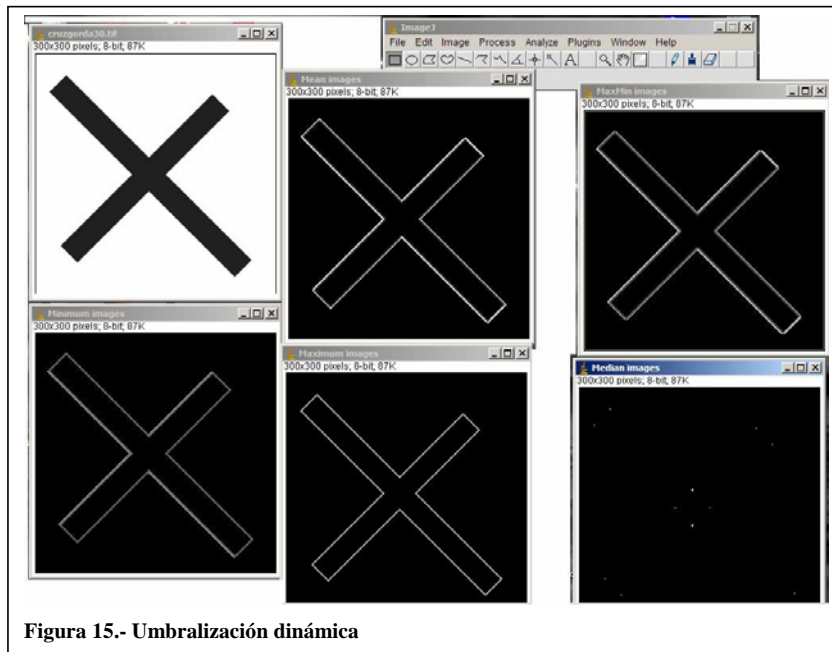 cruzgorda30.tif
300x300 pixels; 8-bit; 87K
ImageJ
File Edit Image Process Analyze Plugins Window Help
A
Mean images
300x300 pixels; 8-bit; 87K
MaxMin images
300x300 pixels; 8-bit; 87K
Minimum images
300x300 pixels; 8-bit; 87K
Maximum images
300x300 pixels; 8-bit; 87K
Median images
300x300 pixels; 8-bit; 87K
Figura 15.- Umbralización dinámica